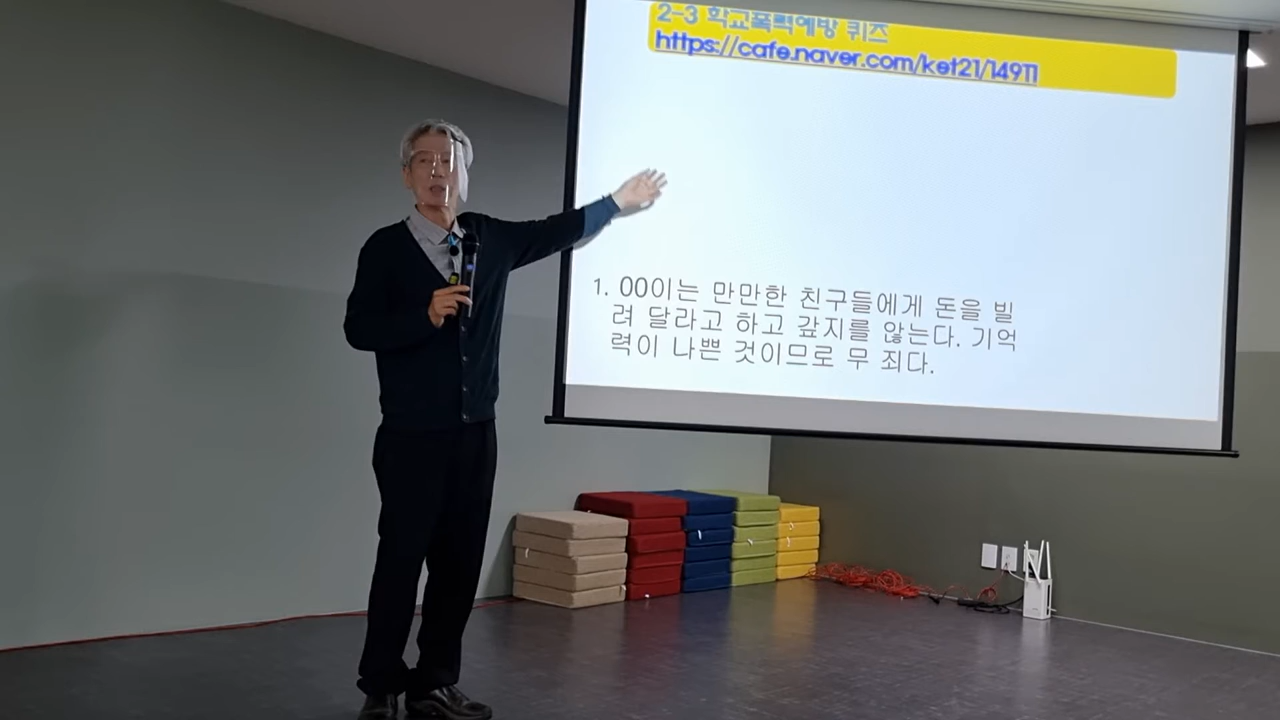 2-3 학교폭력예방 퀴즈
https://cafe.naver.com/ket21/14911
1. 00이는 만만한 친구들에게 돈을 빌
려 달라고 하고 갚지를 않는다. 기억
력이 나쁜 것이므로 무 죄다.